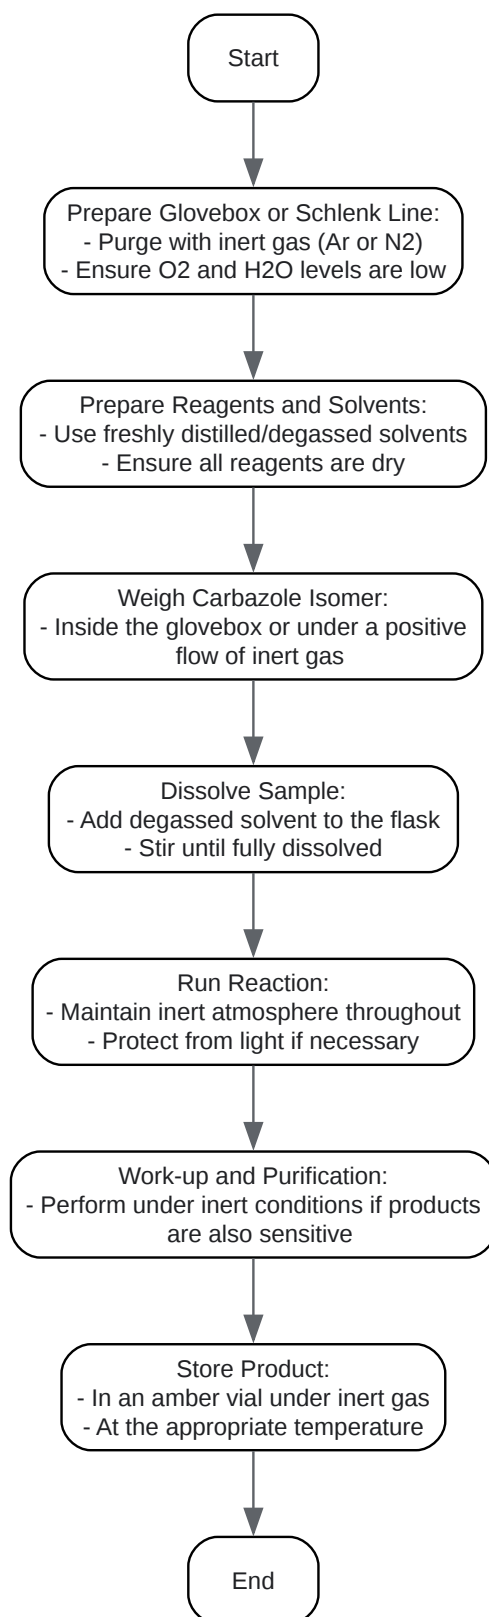 Start
Prepare Glovebox or Schlenk Line:
- Purge with inert gas (Ar or N2)
- Ensure O2 and H2O levels are low
Prepare Reagents and Solvents:
- Use freshly distilled/degassed solvents
- Ensure all reagents are dry
Weigh Carbazole Isomer:
- Inside the glovebox or under a positive
flow of inert gas
Dissolve Sample:
- Add degassed solvent to the flask
- Stir until fully dissolved
Run Reaction:
- Maintain inert atmosphere throughout
- Protect from light if necessary
Work-up and Purification:
- Perform under inert conditions if products
are also sensitive
Store Product:
- In an amber vial under inert gas
- At the appropriate temperature
End